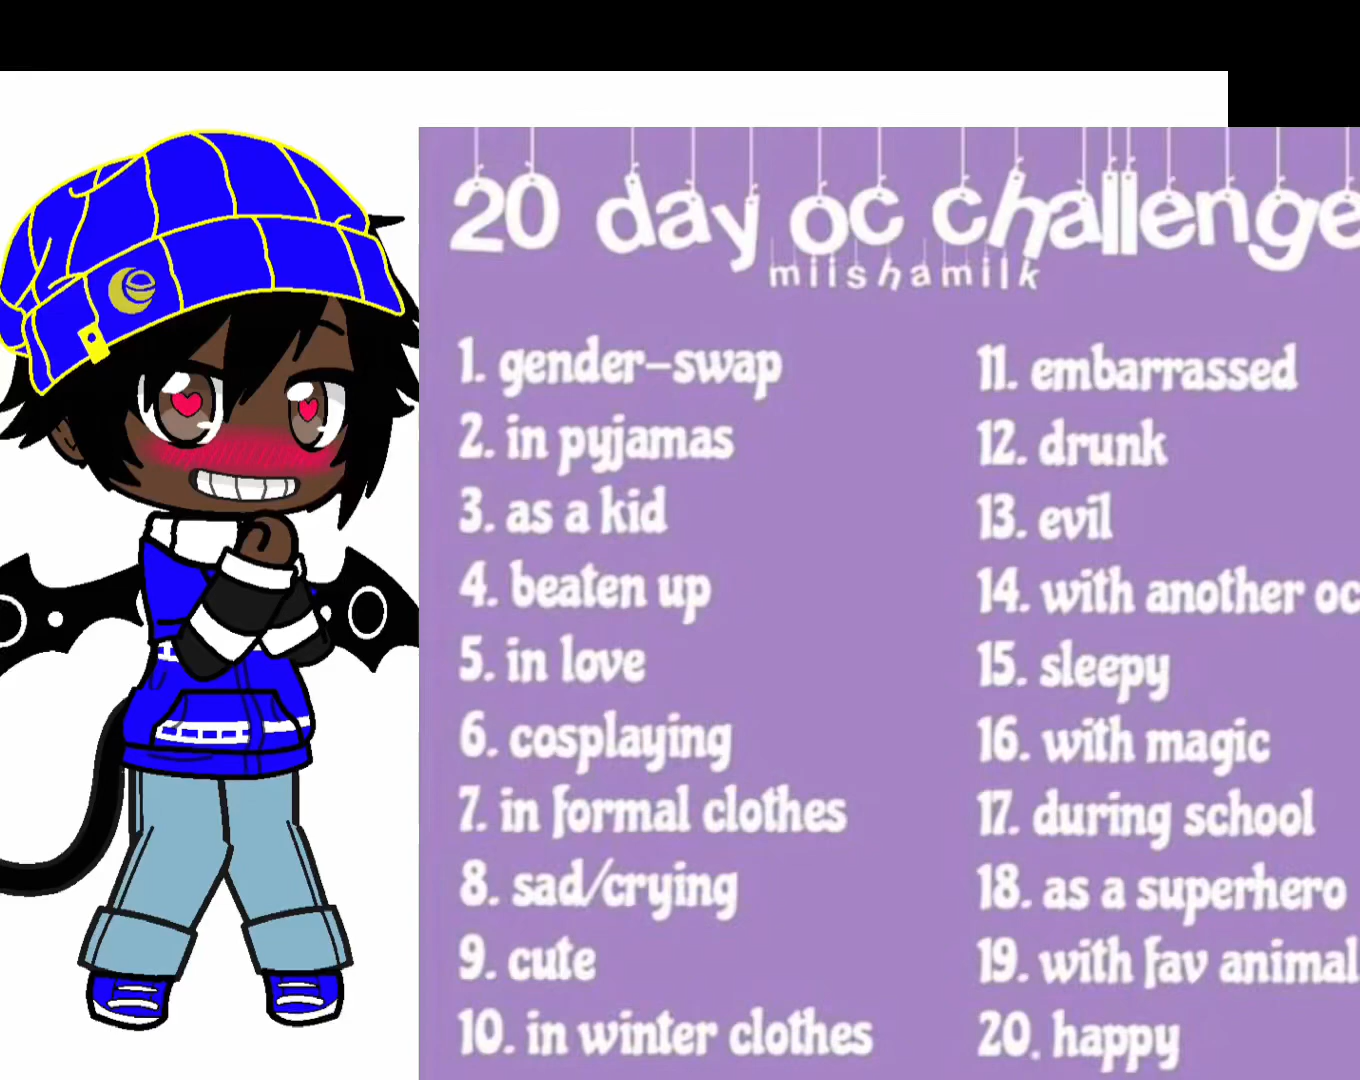 20 day oc challenge
miishamilk
1. gender-swap
2. in pyjamas
3. as a kid
4. beaten up
5. in love
6. cosplaying
7. in formal clothes
8. sad/crying
9. cute
10. in winter clothes
11. embarrassed
12. drunk
13. evil
14. with another oc
15. sleepy
16. with magic
17. during school
18. as a superhero
19. with fav animal
20. happy